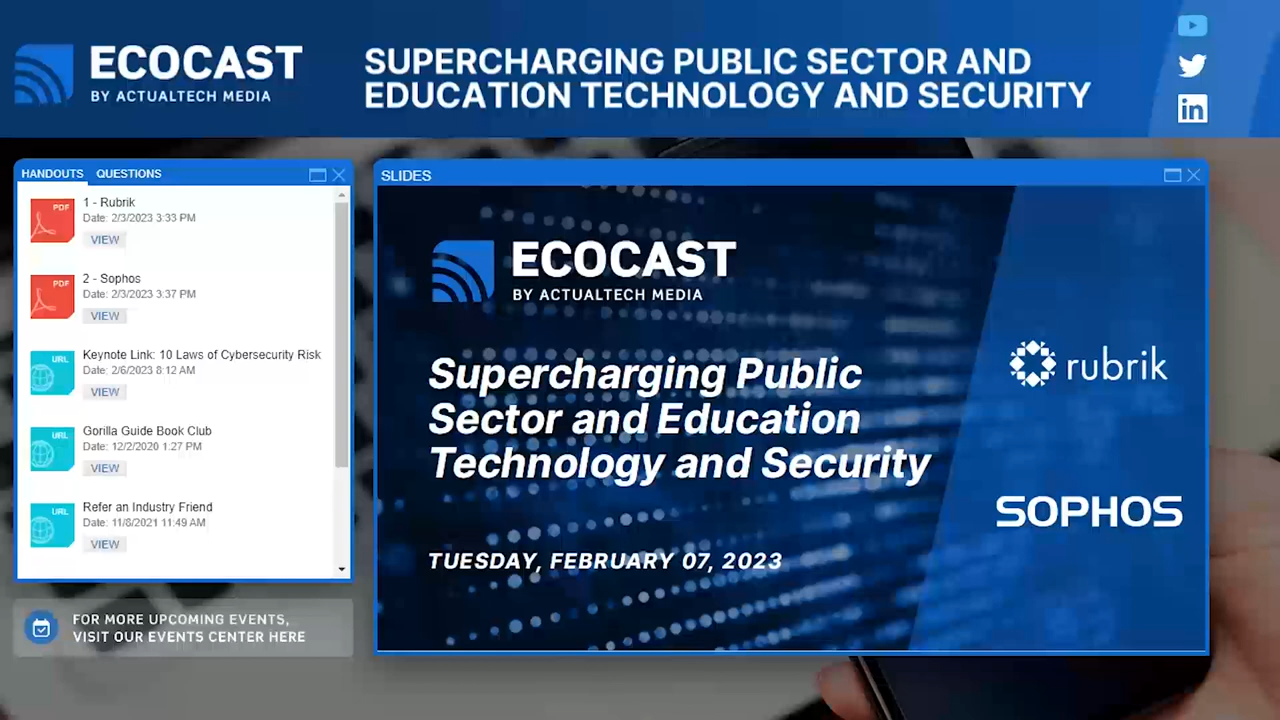 ECOCAST
BY ACTUALTECH MEDIA
SUPERCHARGING PUBLIC SECTOR AND
EDUCATION TECHNOLOGY AND SECURITY
in
HANDOUTS QUESTIONS
PDF
1 - Rubrik
Date: 2/3/2023 3:33 PM
VIEW
PDF
2 - Sophos
Date: 2/3/2023 3:37 PM
VIEW
URL
Keynote Link: 10 Laws of Cybersecurity Risk
Date: 2/6/2023 8:12 AM
VIEW
URL
Gorilla Guide Book Club
Date: 12/2/2020 1:27 PM
VIEW
URL
Refer an Industry Friend
Date: 11/8/2021 11:49 AM
VIEW
FOR MORE UPCOMING EVENTS,
VISIT OUR EVENTS CENTER HERE
SLIDES
ECOCAST
BY ACTUALTECH MEDIA
Supercharging Public
Sector and Education
Technology and Security
TUESDAY, FEBRUARY 07, 2023
rubrik
SOPHOS